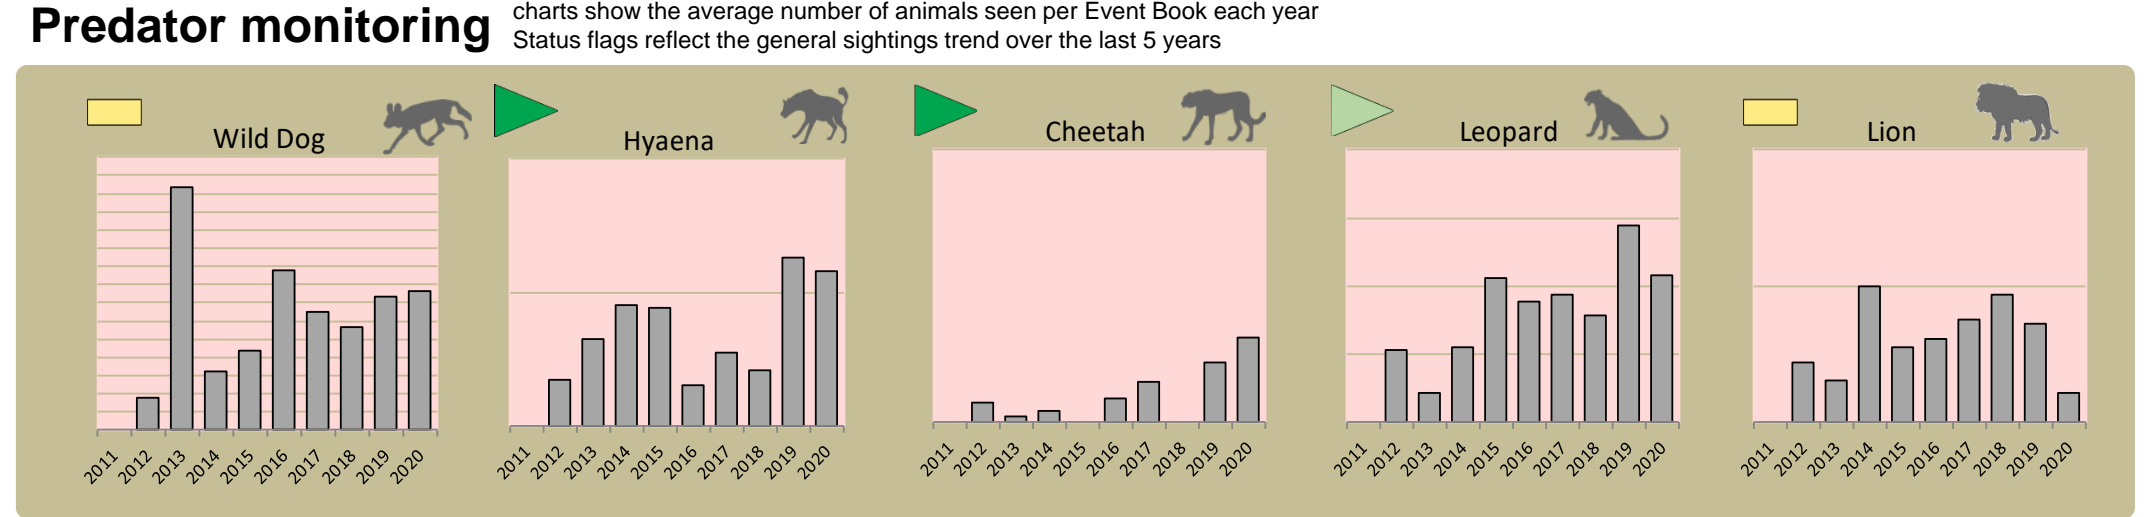 Predator monitoring
charts show the average number of animals seen per Event Book each year
Status flags reflect the general sightings trend over the last 5 years
Wild Dog
2011 2012 2013 2014 2015 2016 2017 2018 2019 2020
Hyaena
2011 2012 2013 2014 2015 2016 2017 2018 2019 2020
Cheetah
2011 2012 2013 2014 2015 2016 2017 2018 2019 2020
Leopard
2011 2012 2013 2014 2015 2016 2017 2018 2019 2020
Lion
2011 2012 2013 2014 2015 2016 2017 2018 2019 2020